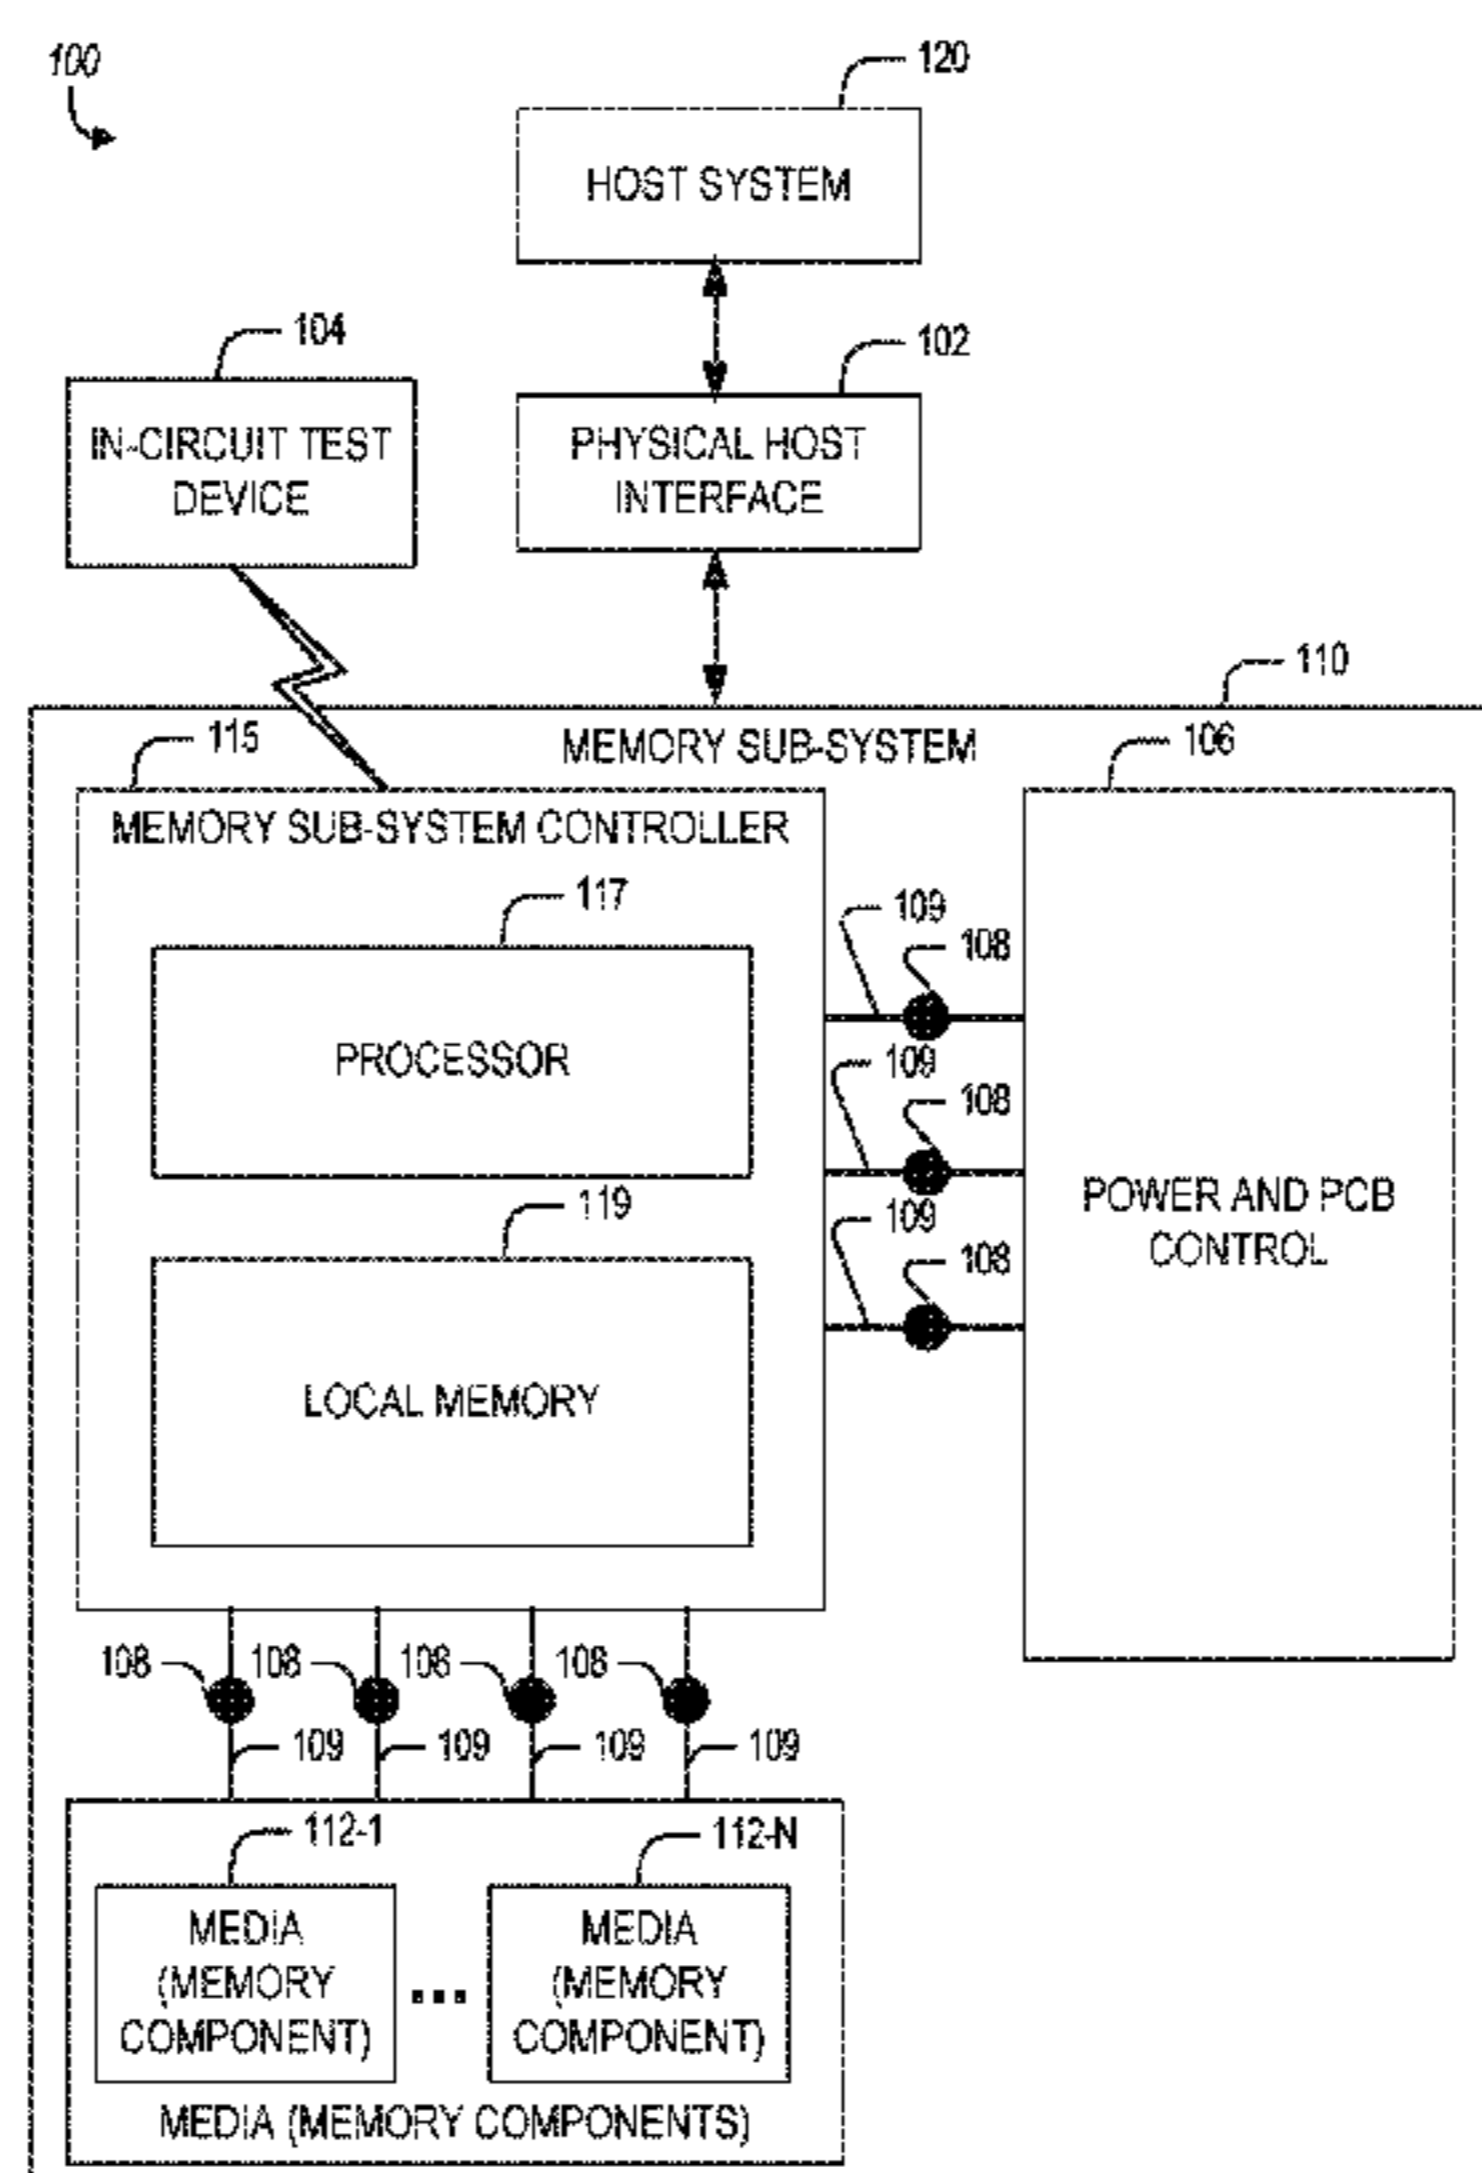 100
120
HOST SYSTEM
104
102
IN-CIRCUIT TEST
DEVICE
PHYSICAL HOST
INTERFACE
110
MEMORY SUB-SYSTEM
115
106
MEMORY SUB-SYSTEM CONTROLLER
117
109
108
PROCESSOR
109
108
POWER AND PCB
CONTROL
119
109
108
LOCAL MEMORY
108 108 108 108
109 109 109 109
112-1
112-N
MEDIA
(MEMORY
COMPONENT)
...
MEDIA
(MEMORY
COMPONENT)
MEDIA (MEMORY COMPONENTS)